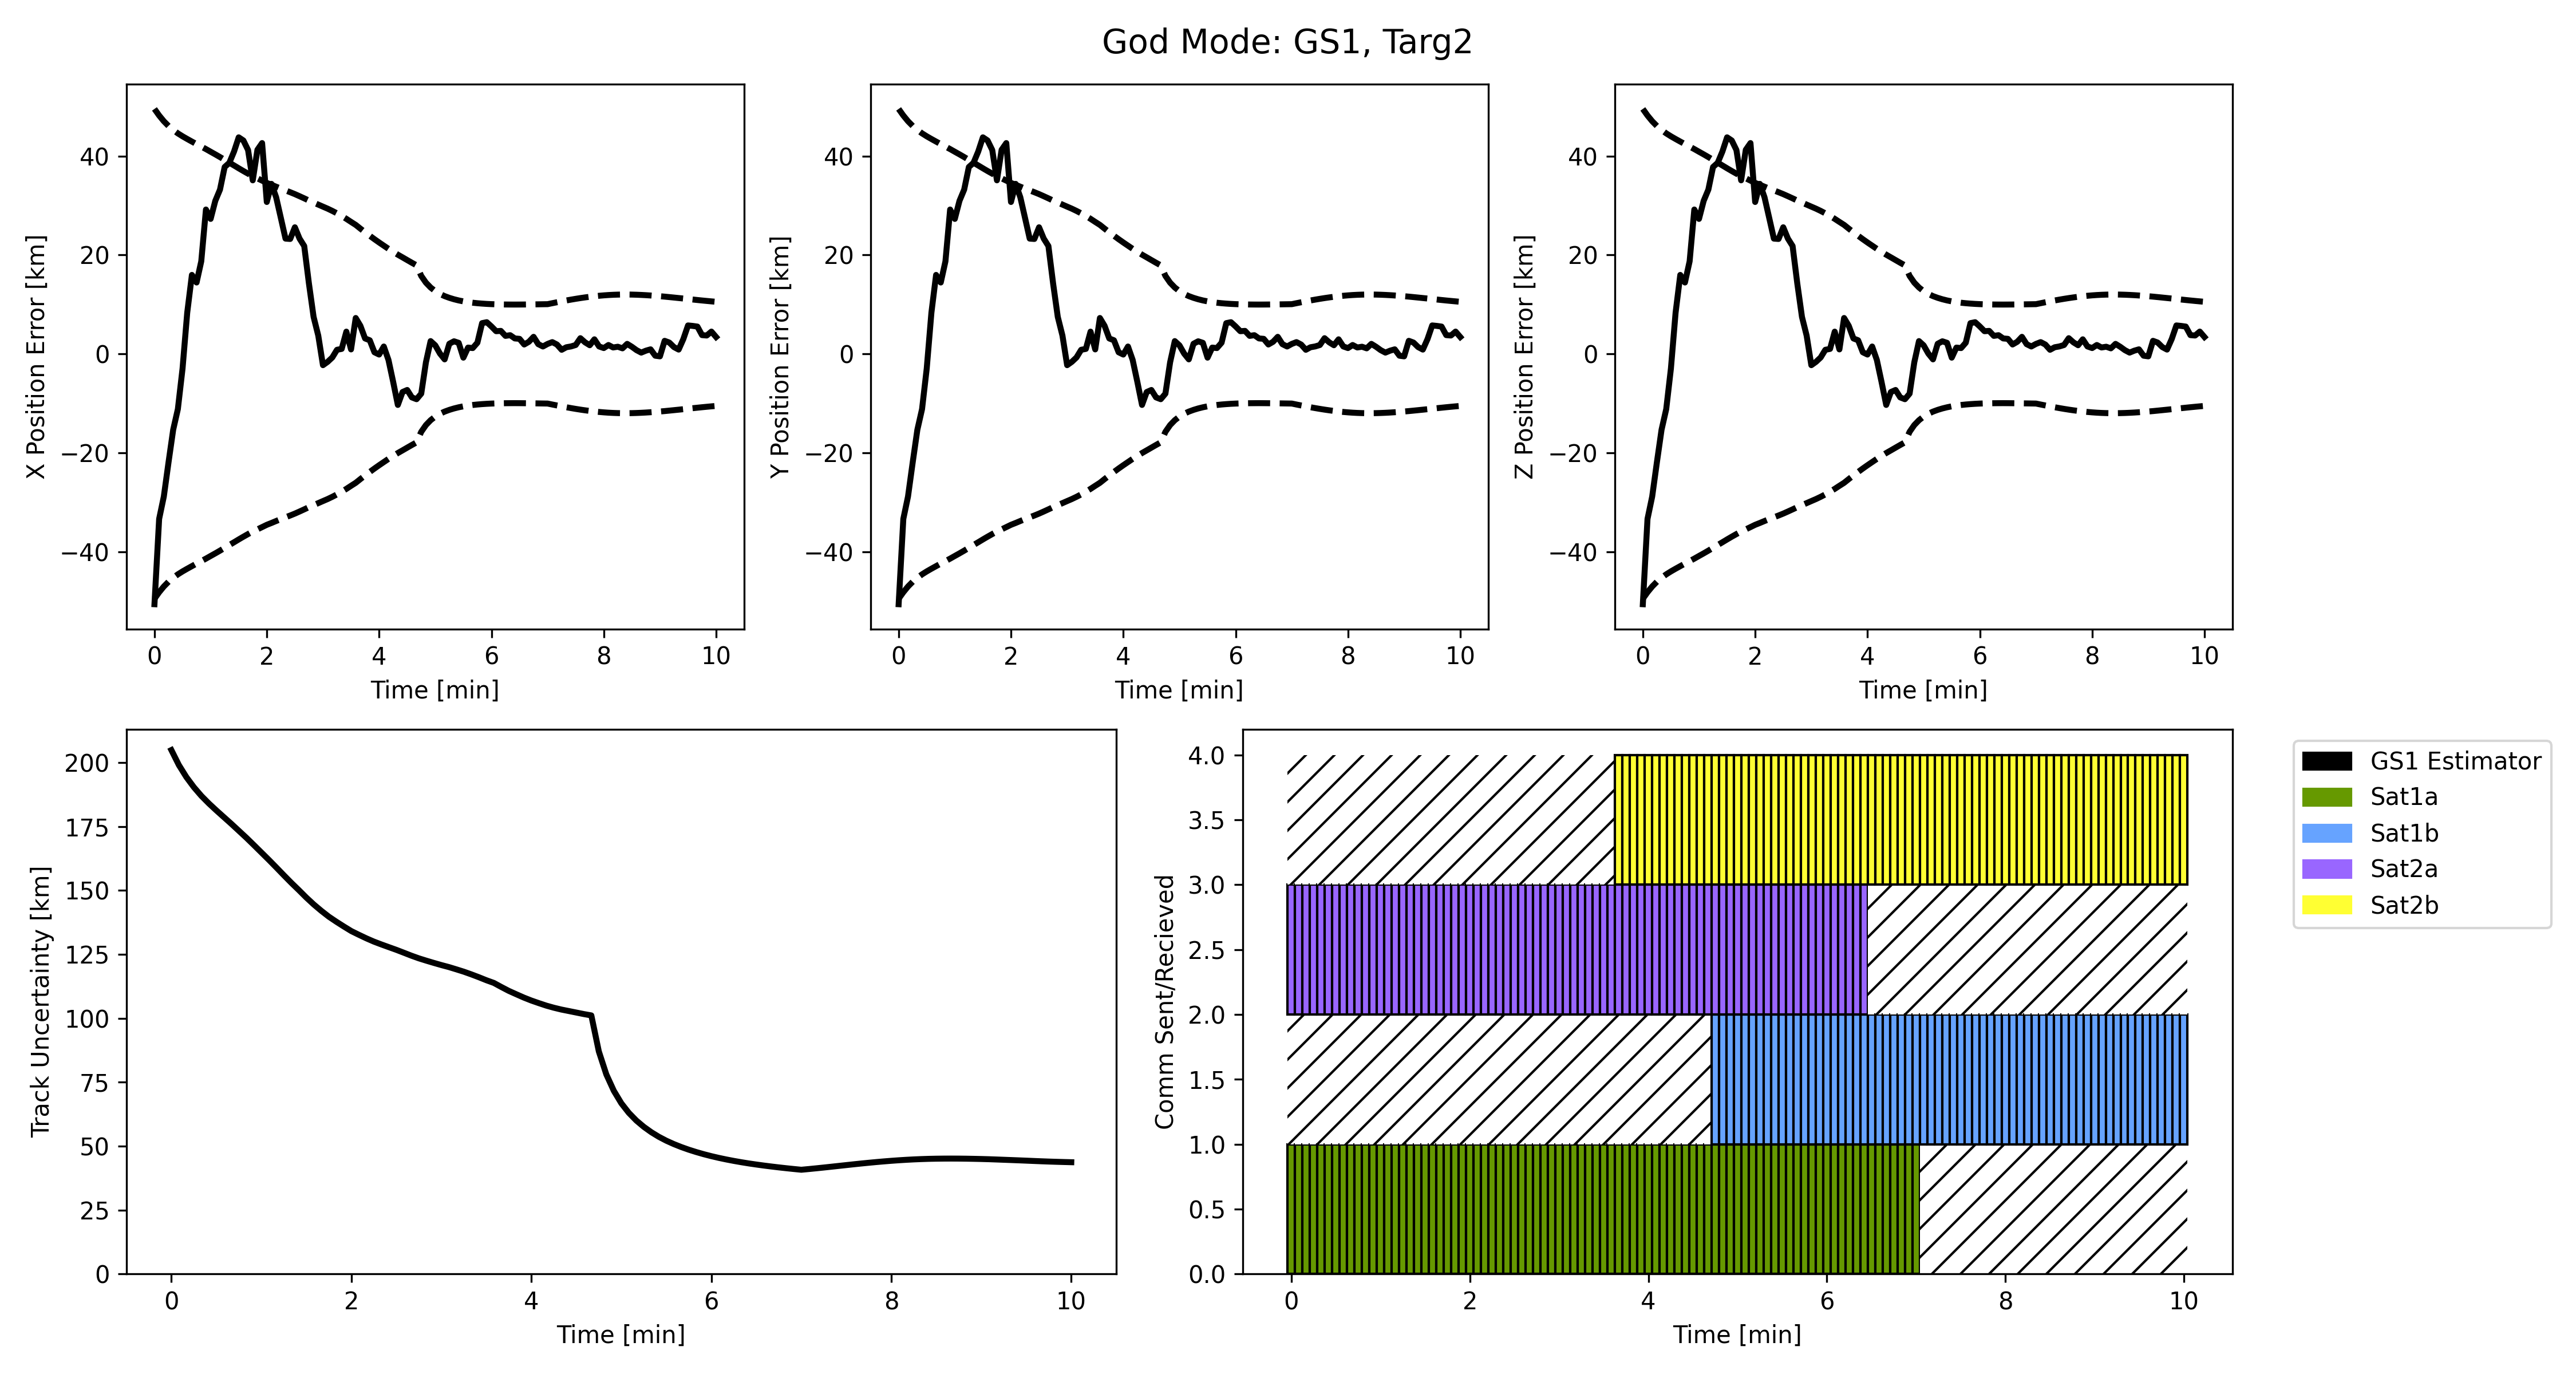 God Mode: GS1, Targ2
X Position Error [km]
40
20
0
−20
−40
0 2 4 6 8 10
Time [min]
Y Position Error [km]
40
20
0
−20
−40
0 2 4 6 8 10
Time [min]
Z Position Error [km]
40
20
0
−20
−40
0 2 4 6 8 10
Time [min]
Track Uncertainty [km]
200
175
150
125
100
75
50
25
0
0 2 4 6 8 10
Time [min]
Comm Sent/Recieved
4.0
3.5
3.0
2.5
2.0
1.5
1.0
0.5
0.0
0 2 4 6 8 10
Time [min]
GS1 Estimator
Sat1a
Sat1b
Sat2a
Sat2b